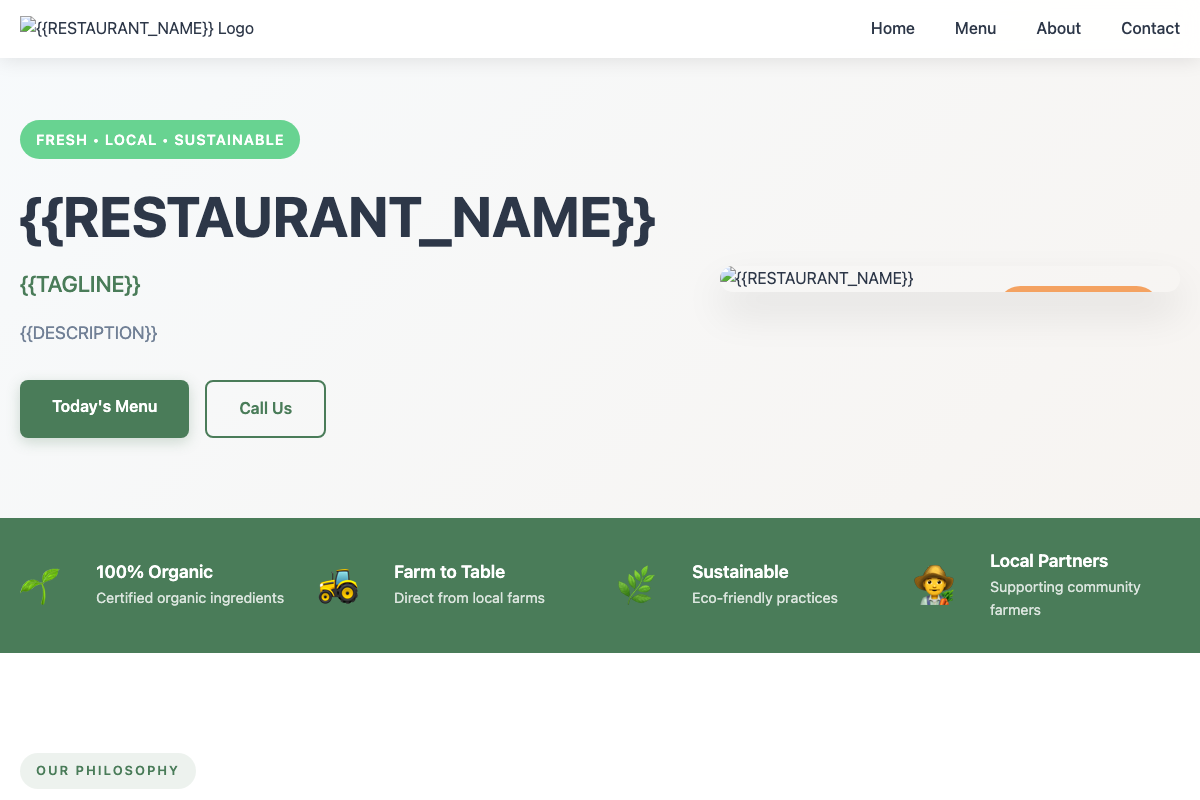 {{RESTAURANT_NAME}} Logo
Home
Menu
About
Contact
FRESH • LOCAL • SUSTAINABLE
{{RESTAURANT_NAME}}
{{TAGLINE}}
{{DESCRIPTION}}
Today's Menu
Call Us
{{RESTAURANT_NAME}}
100% Organic
Certified organic ingredients
Farm to Table
Direct from local farms
Sustainable
Eco-friendly practices
Local Partners
Supporting community
farmers
OUR PHILOSOPHY